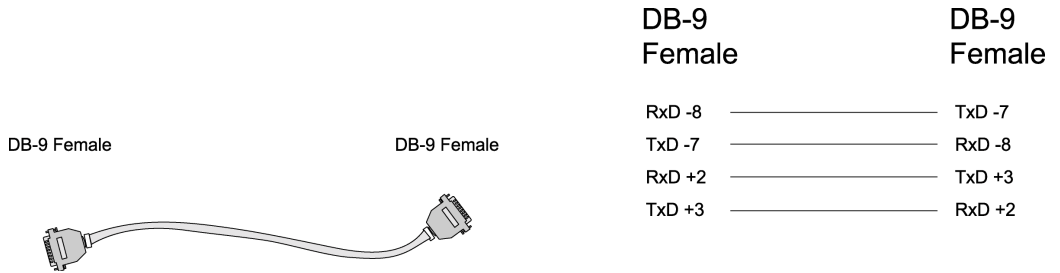 DB-9 Female
DB-9 Female
DB-9
Female
DB-9
Female
RxD -8 TxD -7
TxD -7 RxD -8
RxD +2 TxD +3
TxD +3 RxD +2